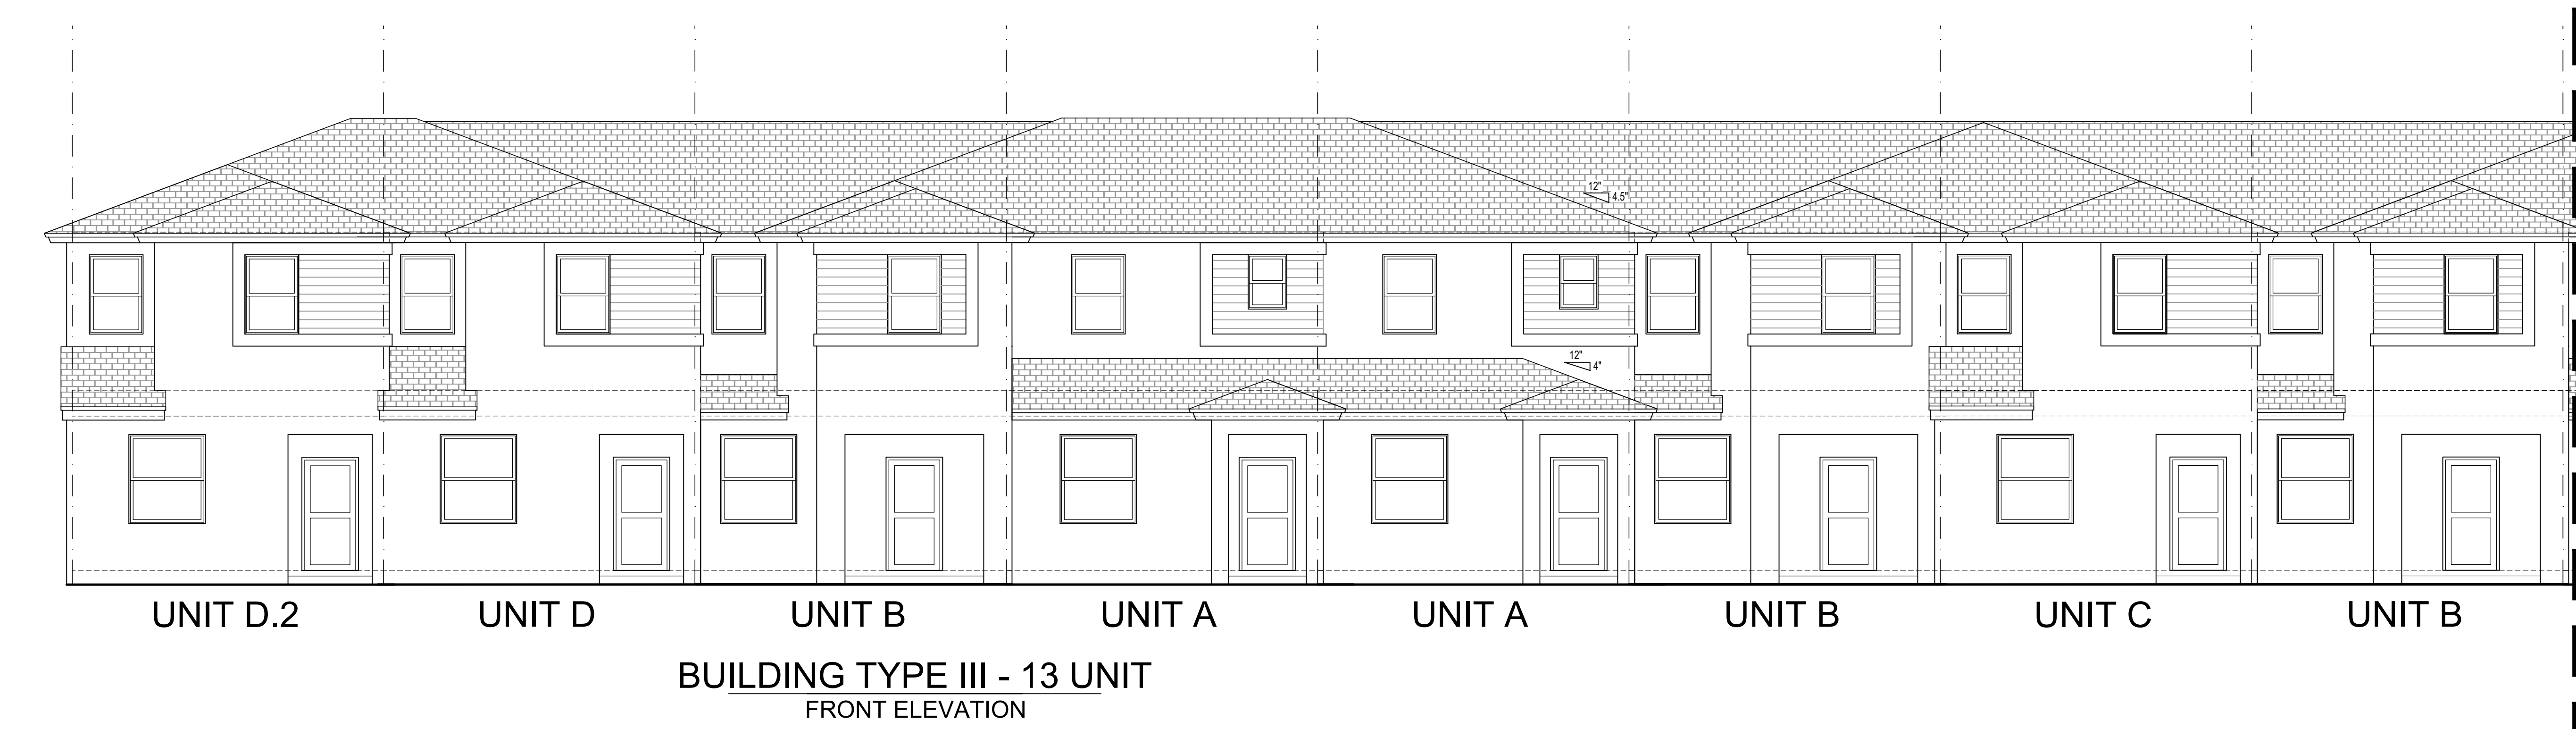 12"
4.5"
12"
4"
UNIT D.2 UNIT D UNIT B UNIT A UNIT A UNIT B UNIT C UNIT B
BUILDING TYPE III - 13 UNIT
FRONT ELEVATION